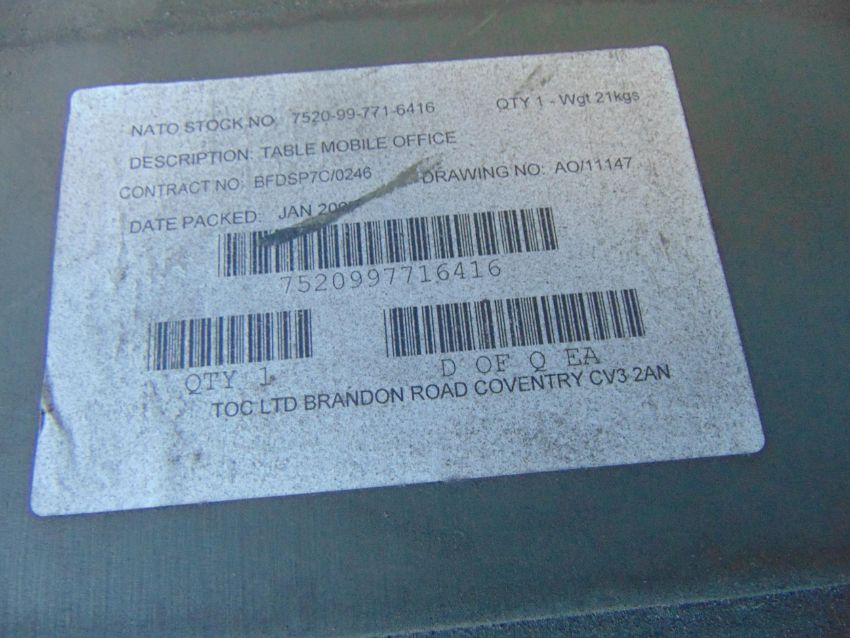 NATO STOCK NO. 7520-99-771-6416 QTY 1 - Wgt 21kgs
DESCRIPTION: TABLE MOBILE OFFICE
CONTRACT NO: BFDSP7C/0246 DRAWING NO: AO/11147
DATE PACKED: JAN
7520997716416
QTY 1 D OF Q EA
TOC LTD BRANDON ROAD COVENTRY CV3 2AN